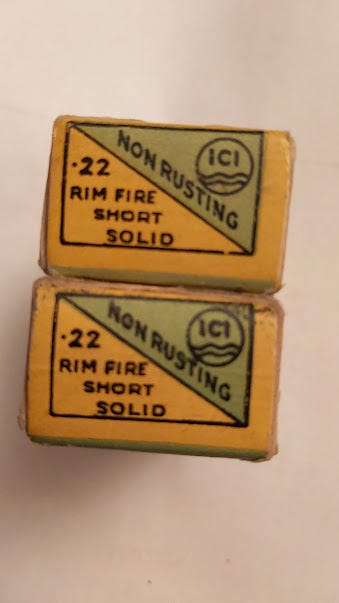 NON RUSTING
ICI
.22
RIM FIRE
SHORT
SOLID
NON RUSTING
ICI
.22
RIM FIRE
SHORT
SOLID